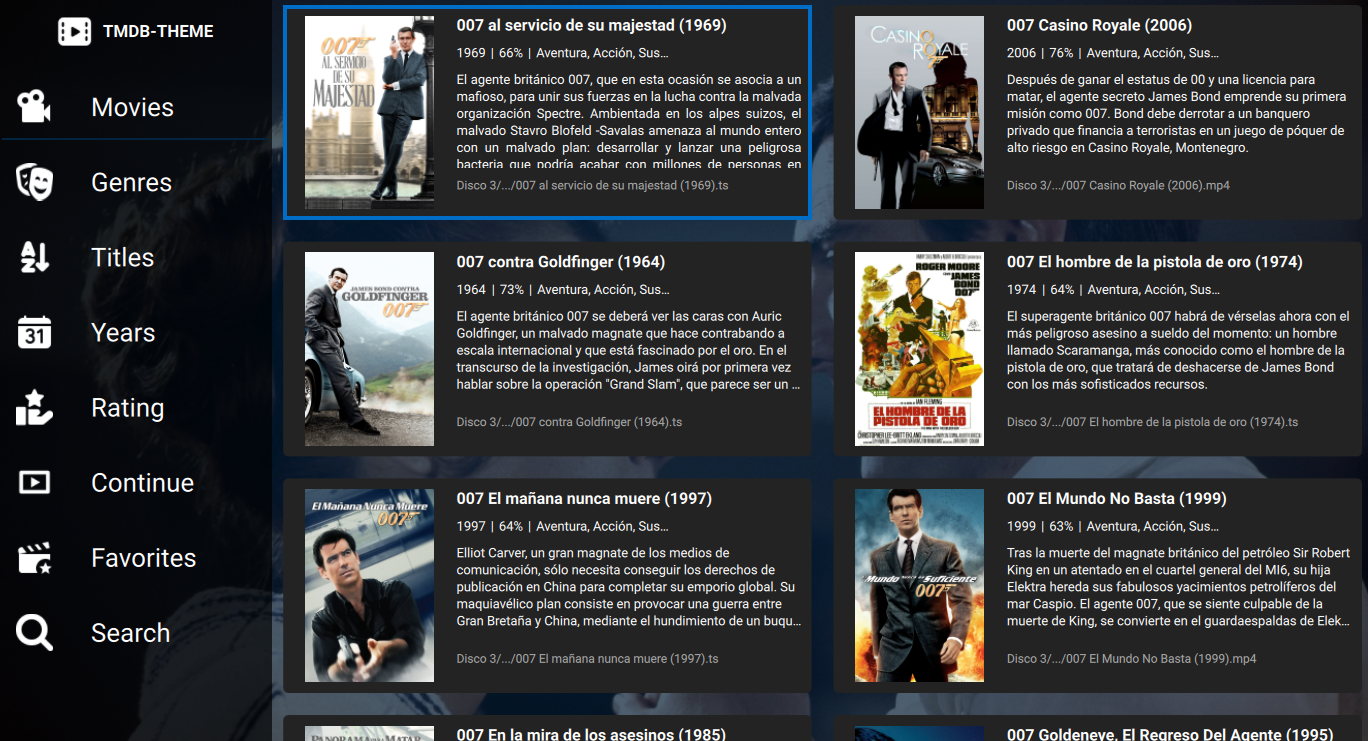 TMDB-THEME
Movies
Genres
Titles
31
Years
Rating
Continue
Favorites
Search
007
AL SERVICIO
DE SU
MAJESTAD
007 al servicio de su majestad (1969)
1969 | 66% | Aventura, Acción, Sus...
El agente británico 007, que en esta ocasión se asocia a un
mafioso, para unir sus fuerzas en la lucha contra la malvada
organización Spectre. Ambientada en los alpes suizos, el
malvado Stavro Blofeld -Savalas amenaza al mundo entero
con un malvado plan: desarrollar y lanzar una peligrosa
bacteria que podría acabar con millones de personas en
Disco 3/.../007 al servicio de su majestad (1969).ts
CASINO
ROYALE
007 Casino Royale (2006)
2006 | 76% | Aventura, Acción, Sus...
Después de ganar el estatus de 00 y una licencia para
matar, el agente secreto James Bond emprende su primera
misión como 007. Bond debe derrotar a un banquero
privado que financia a terroristas en un juego de póquer de
alto riesgo en Casino Royale, Montenegro.
Disco 3/.../007 Casino Royale (2006).mp4
JAMES BOND CONTRA
GOLDFINGER
007
007 contra Goldfinger (1964)
1964 | 73% | Aventura, Acción, Sus...
El agente británico 007 se deberá ver las caras con Auric
Goldfinger, un malvado magnate que hace contrabando a
escala internacional y que está fascinado por el oro. En el
transcurso de la investigación, James oirá por primera vez
hablar sobre la operación "Grand Slam", que parece ser un ...
Disco 3/.../007 contra Goldfinger (1964).ts
ROGER MOORE
JAMES
BOND
007
IAN FLEMING
EL HOMBRE DE LA
PISTOLA DE ORO
007 El hombre de la pistola de oro (1974)
1974 | 64% | Aventura, Acción, Sus...
El superagente británico 007 habrá de vérselas ahora con el
más peligroso asesino a sueldo del momento: un hombre
llamado Scaramanga, más conocido como el hombre de la
pistola de oro, que tratará de deshacerse de James Bond
con los más sofisticados recursos.
Disco 3/.../007 El hombre de la pistola de oro (1974).ts
El Mañana Nunca Muere
007
007 El mañana nunca muere (1997)
1997 | 64% | Aventura, Acción, Sus...
Elliot Carver, un gran magnate de los medios de
comunicación, sólo necesita conseguir los derechos de
publicación en China para completar su emporio global. Su
maquiavélico plan consiste en provocar una guerra entre
Gran Bretaña y China, mediante el hundimiento de un buqu...
Disco 3/.../007 El mañana nunca muere (1997).ts
Mundo Suficiente
007
007 El Mundo No Basta (1999)
1999 | 63% | Aventura, Acción, Sus...
Tras la muerte del magnate británico del petróleo Sir Robert
King en un atentado en el cuartel general del MI6, su hija
Elektra hereda sus fabulosos yacimientos petrolíferos del
mar Caspio. El agente 007, que se siente culpable de la
muerte de King, se convierte en el guardaespaldas de Elek...
Disco 3/.../007 El Mundo No Basta (1999).mp4
PANORAMA PARA MATAR
007 En la mira de los asesinos (1985)
007 Goldeneye. El Regreso Del Agente (1995)